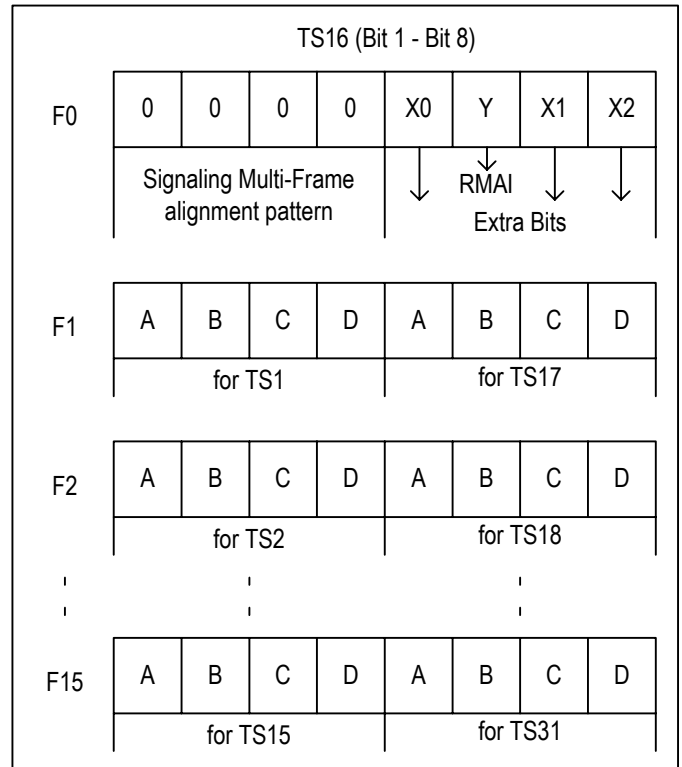 TS16 (Bit 1 - Bit 8)
F0 0 0 0 0 X0 Y X1 X2
Signaling Multi-Frame
alignment pattern
RMAI
Extra Bits
F1 A B C D A B C D
for TS1 for TS17
F2 A B C D A B C D
for TS2 for TS18
F15 A B C D A B C D
for TS15 for TS31